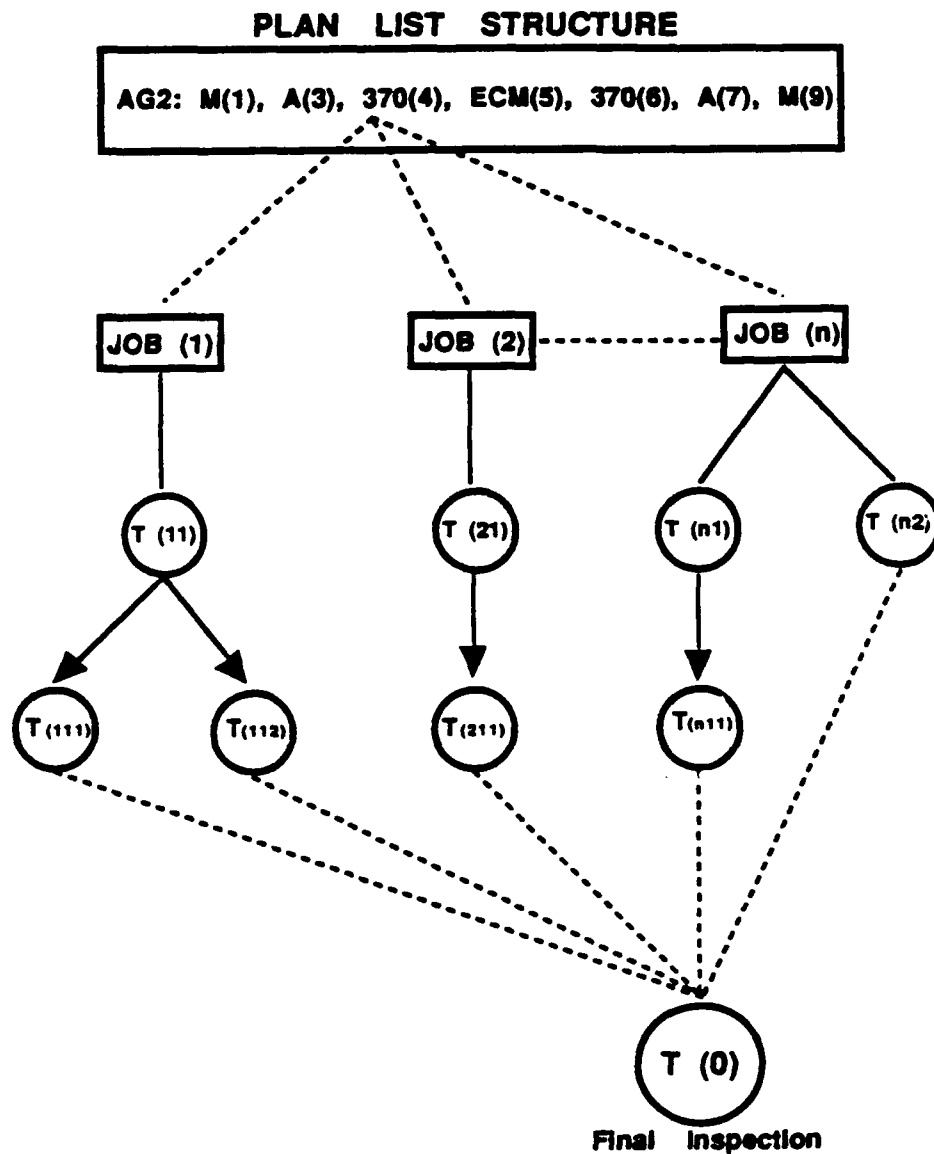 PLAN LIST STRUCTURE
AG2: M(1), A(3), 370(4), ECM(5), 370(6), A(7), M(9)
JOB (1)
JOB (2)
JOB (n)
T (11)
T (21)
T (n1)
T (n2)
T(111)
T(112)
T(211)
T(n11)
T (0)
Final Inspection